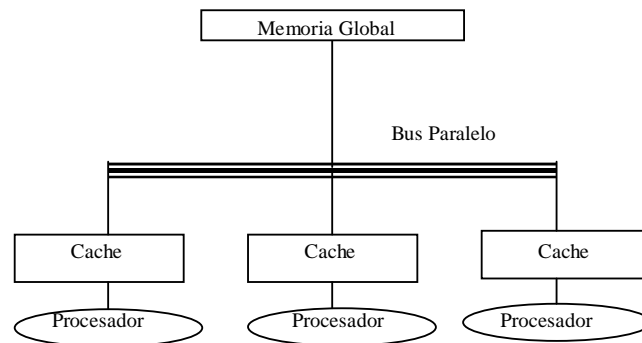 Memoria Global
Bus Paralelo
Cache
Cache
Cache
Procesador
Procesador
Procesador